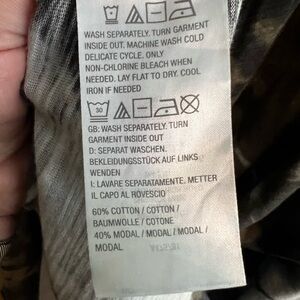 WASH SEPARATELY. TURN GARMENT
INSIDE OUT. MACHINE WASH COLD
DELICATE CYCLE. ONLY
NON-CHLORINE BLEACH WHEN
NEEDED. LAY FLAT TO DRY. COOL
IRON IF NEEDED
30
GB: WASH SEPARATELY. TURN
GARMENT INSIDE OUT
D: SEPARAT WASCHEN.
BEKLEIDUNGSSTÜCK AUF LINKS
WENDEN
I: LAVARE SEPARATAMENTE. METTER
IL CAPO AL ROVESCIO
60% COTTON / COTON /
BAUMWOLLE / COTONE
40% MODAL / MODAL / MODAL /
MODAL